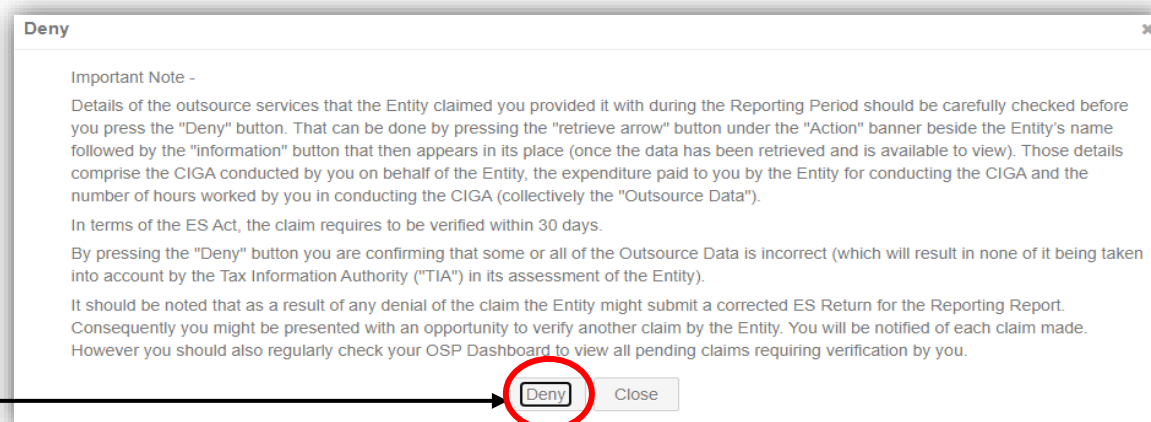 Deny
Important Note -
Details of the outsource services that the Entity claimed you provided it with during the Reporting Period should be carefully checked before
you press the "Deny" button. That can be done by pressing the "retrieve arrow" button under the "Action" banner beside the Entity's name
followed by the "information" button that then appears in its place (once the data has been retrieved and is available to view). Those details
comprise the CIGA conducted by you on behalf of the Entity, the expenditure paid to you by the Entity for conducting the CIGA and the
number of hours worked by you in conducting the CIGA (collectively the "Outsource Data").
In terms of the ES Act, the claim requires to be verified within 30 days.
By pressing the "Deny" button you are confirming that some or all of the Outsource Data is incorrect (which will result in none of it being taken
into account by the Tax Information Authority ("TIA") in its assessment of the Entity).
It should be noted that as a result of any denial of the claim the Entity might submit a corrected ES Return for the Reporting Report.
Consequently you might be presented with an opportunity to verify another claim by the Entity. You will be notified of each claim made.
However you should also regularly check your OSP Dashboard to view all pending claims requiring verification by you.
Deny Close